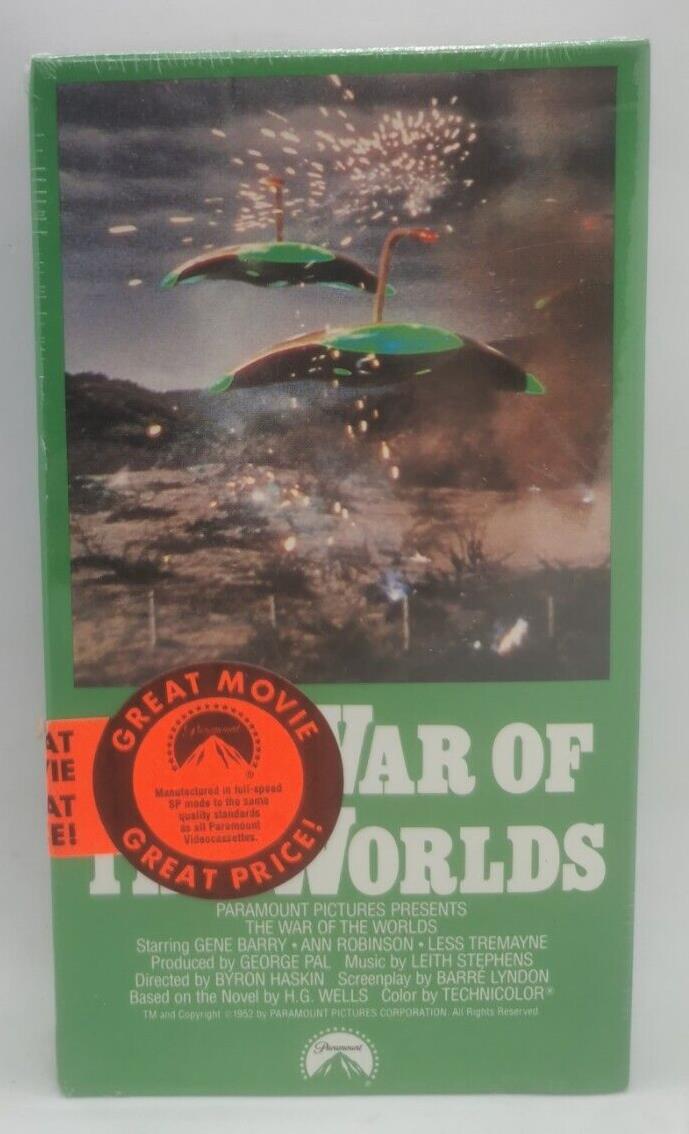 WAR OF
WORLDS
GREAT MOVIE
Paramount
®
Manufactured in full-speed
SP mode to the same
quality standards
as all Paramount
Videocassettes.
GREAT PRICE!
AT
IE
AT
E!
PARAMOUNT PICTURES PRESENTS
THE WAR OF THE WORLDS
Starring GENE BARRY • ANN ROBINSON • LESS TREMAYNE
Produced by GEORGE PAL Music by LEITH STEPHENS
Directed by BYRON HASKIN Screenplay by BARRÉ LYNDON
Based on the Novel by H.G. WELLS Color by TECHNICOLOR®
TM and Copyright ©1952 by PARAMOUNT PICTURES CORPORATION. All Rights Reserved.
Paramount